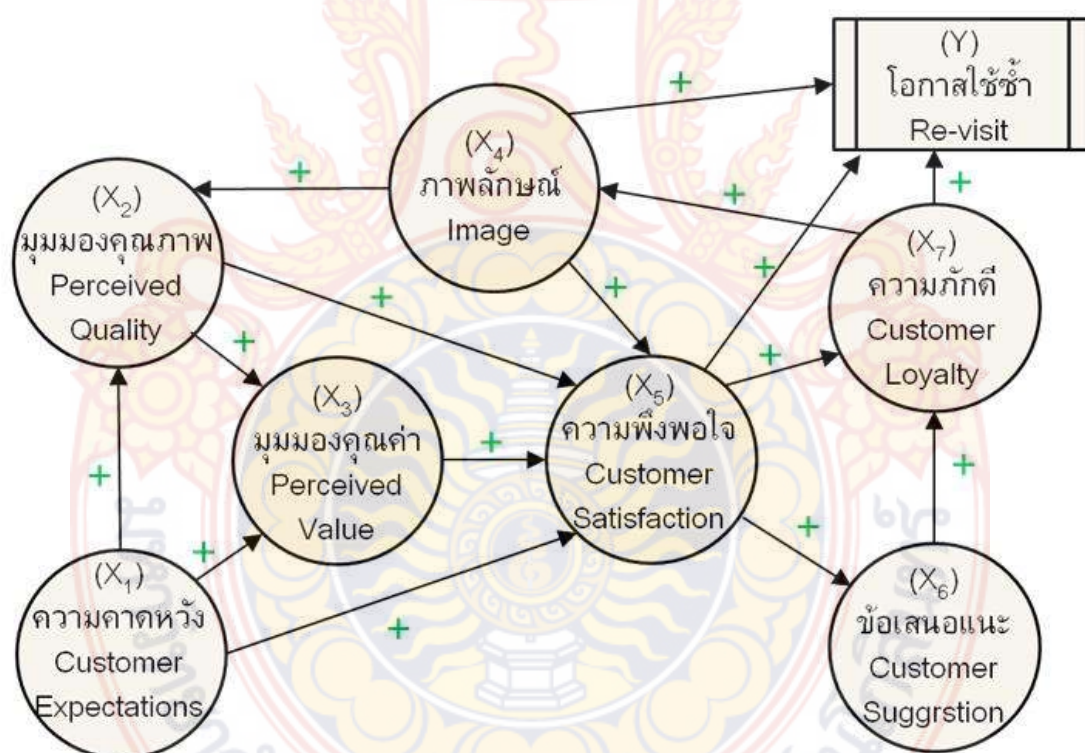 (Y)
โอกาสใช้ซ้ำ
Re-visit
(X₄)
ภาพลักษณ์
Image
(X₂)
มุมมองคุณภาพ
Perceived
Quality
(X₇)
ความภักดี
Customer
Loyalty
(X₃)
มุมมองคุณค่า
Perceived
Value
(X₅)
ความพึงพอใจ
Customer
Satisfaction
(X₁)
ความคาดหวัง
Customer
Expectations
(X₆)
ข้อเสนอแนะ
Customer
Suggrstion